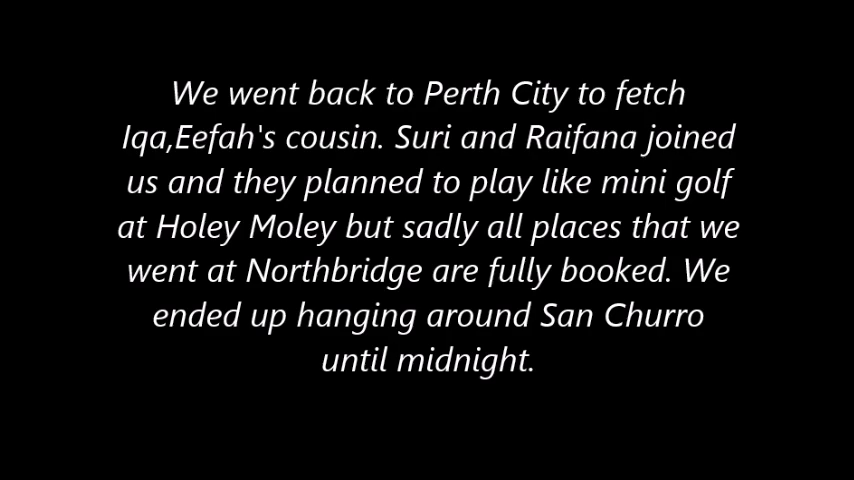 We went back to Perth City to fetch
Iqa,Eefah's cousin. Suri and Raifana joined
us and they planned to play like mini golf
at Holey Moley but sadly all places that we
went at Northbridge are fully booked. We
ended up hanging around San Churro
until midnight.